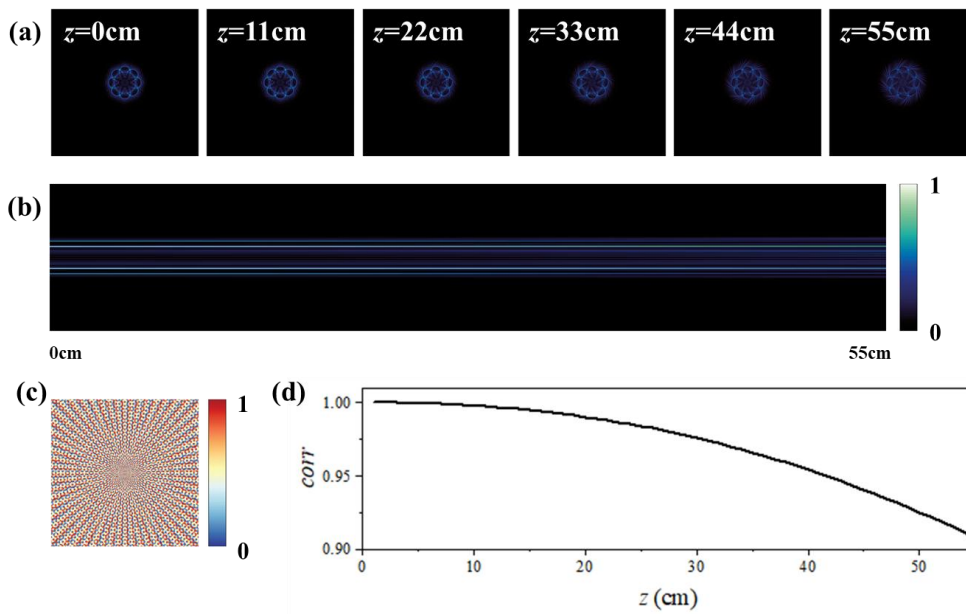 (a)
z=0cm
z=11cm
z=22cm
z=33cm
z=44cm
z=55cm
(b)
1
0
0cm
55cm
(c)
1
0
(d)
corr
1.00
0.95
0.90
0
10
20
30
40
50
z (cm)